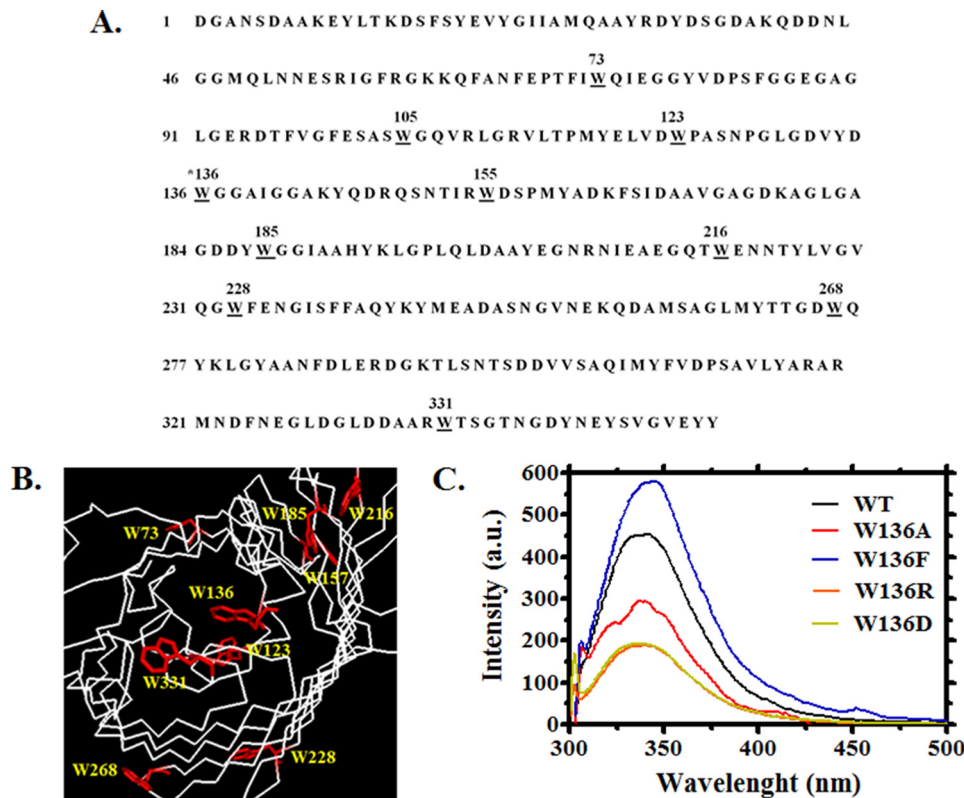 A.
1 DGANSDAAKEYLTKDSFSYEVYGIIAMQAAYRDYDSGDAKQDDNL
73
46 GGMQLNNESRIGFRGKKQFANFEPTFIWQIEGGYVDPSFGGEGAG
105 123
91 LGERDTFVGFESASWGQVRLGRVLTPMYELVDWPASNPGLGDVYD
*136 155
136 WGGAIGGAKYQDRQSNTIRWDSPMYADKFSIDAAVGAGDKAGLGA
185 216
184 GDDYWGGIAAHYKLGPLQLDAAYEGNRNIEAEGQTWENNTYLVGV
228 268
231 QGWFENGISFFAQYKYMEADASNGVNEKQDAMSAGLMYTTGDWQ
277 YKLGYAANFDLERDGKTLSNTSDDVVSAQIMYFVDPSAVLYARAR
331
321 MNDFNEGLDGLDDAARWTSGTNGDYNEYSVGVEYY
B.
W185
W216
W73
W157
W136
W123
W331
W228
W268
C.
600
500
400
300
200
100
0
300 350 400 450 500
Intensity (a.u.)
Wavelenght (nm)
WT
W136A
W136F
W136R
W136D